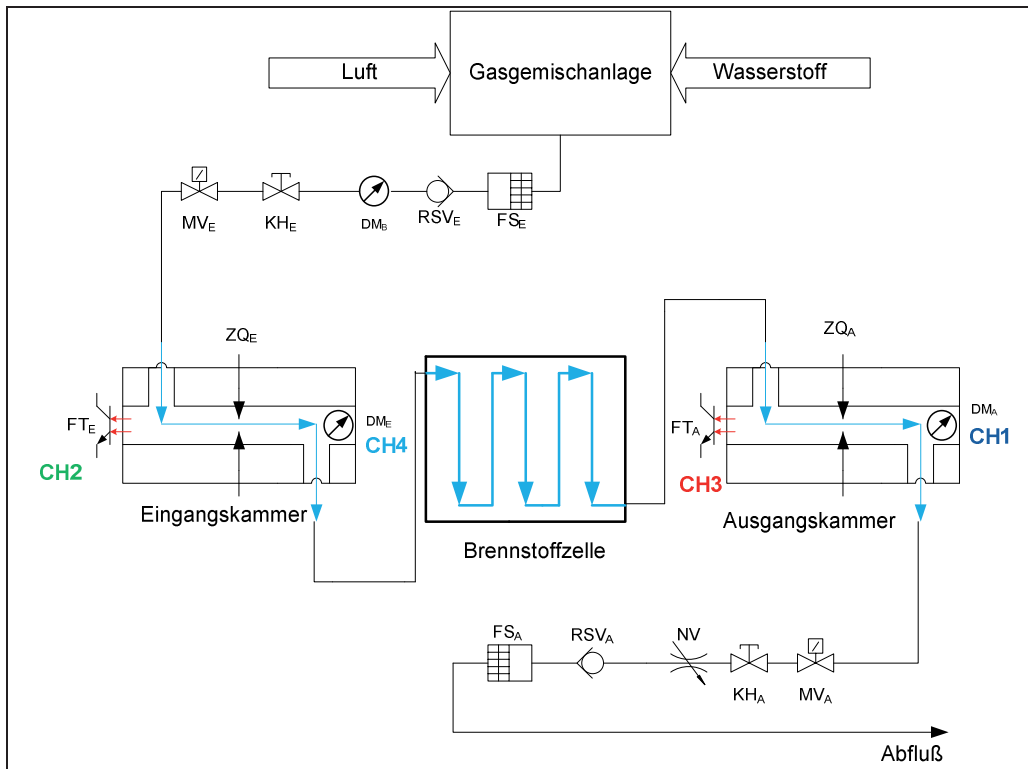 Luft
Gasgemischanlage
Wasserstoff
MV_E
KH_E
DM_B
RSV_E
FS_E
ZQ_E
ZQ_A
FT_E
DM_E
CH4
CH2
FT_A
DM_A
CH1
CH3
Eingangskammer
Brennstoffzelle
Ausgangskammer
FS_A
RSV_A
NV
KH_A
MV_A
Abfluß